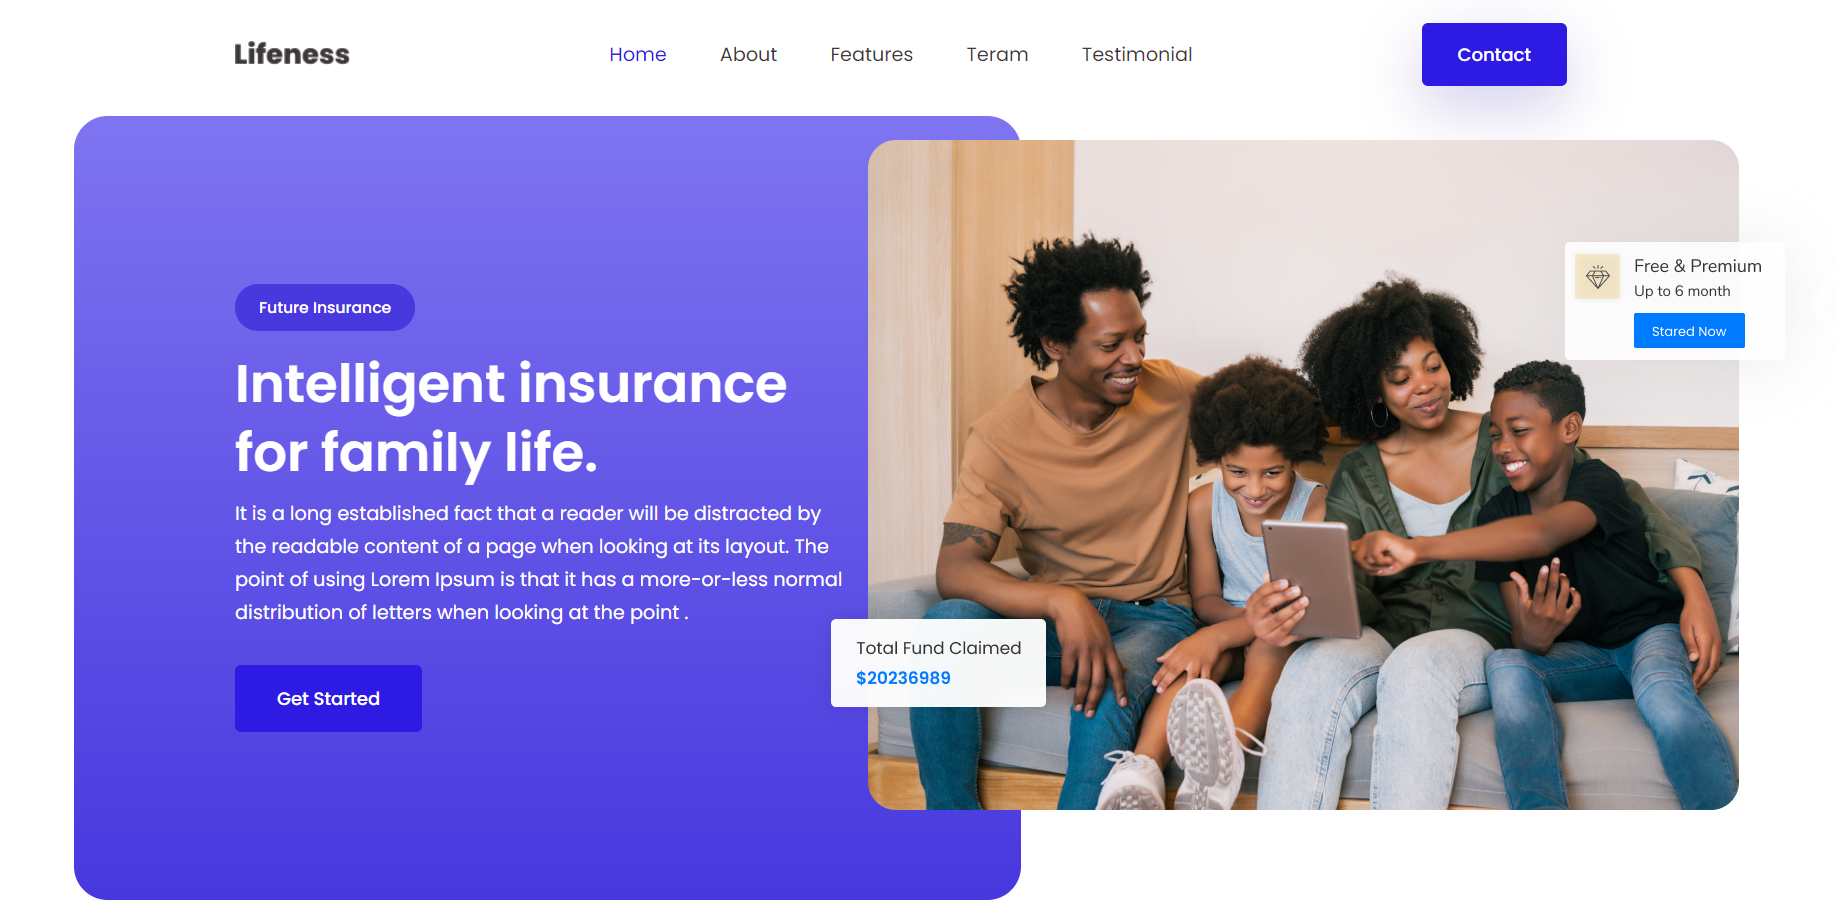 Lifeness
Home
About
Features
Teram
Testimonial
Contact
Future Insurance
Intelligent insurance
for family life.
It is a long established fact that a reader will be distracted by
the readable content of a page when looking at its layout. The
point of using Lorem Ipsum is that it has a more-or-less normal
distribution of letters when looking at the point .
Get Started
Free & Premium
Up to 6 month
Stared Now
Total Fund Claimed
$20236989